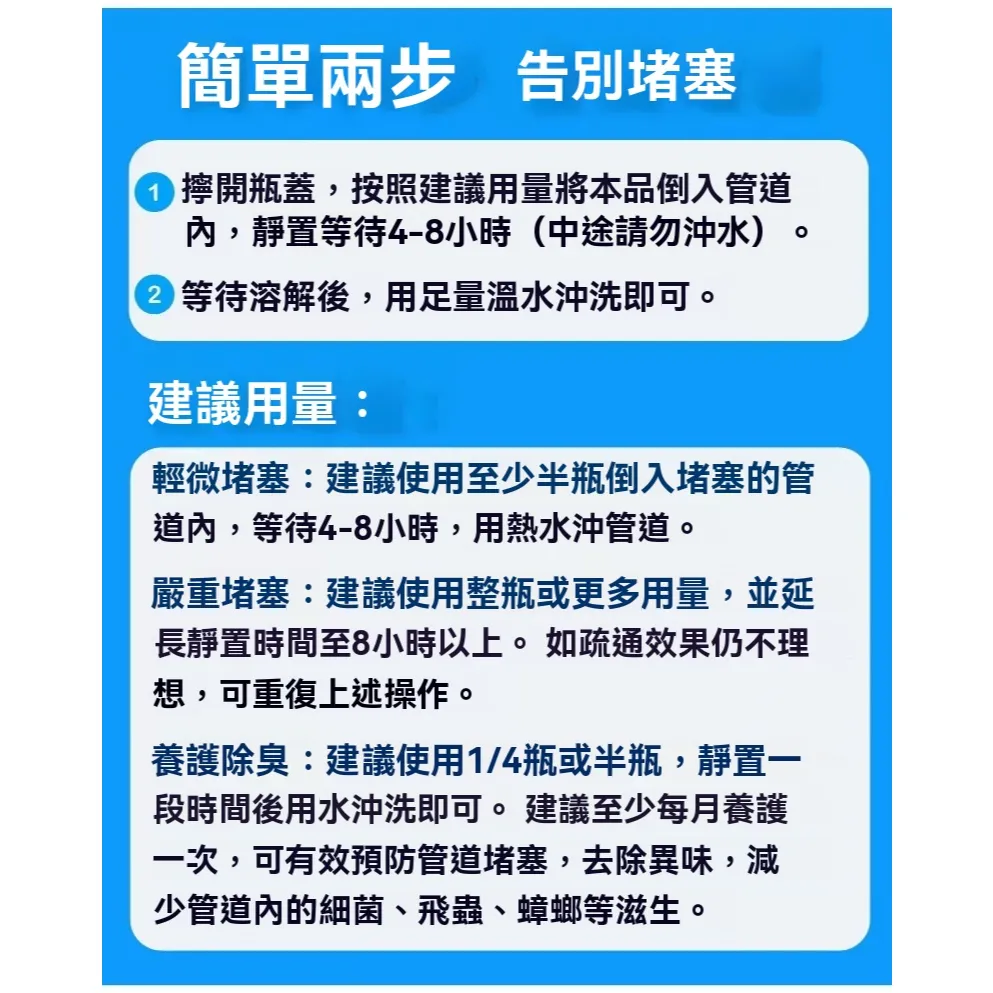 簡單兩步 告別堵塞
1 擰開瓶蓋，按照建議用量將本品倒入管道
內，靜置等待4-8小時（中途請勿沖水）。
2 等待溶解後，用足量溫水沖洗即可。
建議用量：
輕微堵塞：建議使用至少半瓶倒入堵塞的管
道內，等待4-8小時，用熱水沖管道。
嚴重堵塞：建議使用整瓶或更多用量，並延
長靜置時間至8小時以上。 如疏通效果仍不理
想，可重復上述操作。
養護除臭：建議使用1/4瓶或半瓶，靜置一
段時間後用水沖洗即可。 建議至少每月養護
一次，可有效預防管道堵塞，去除異味，減
少管道內的細菌、飛蟲、蟑螂等滋生。